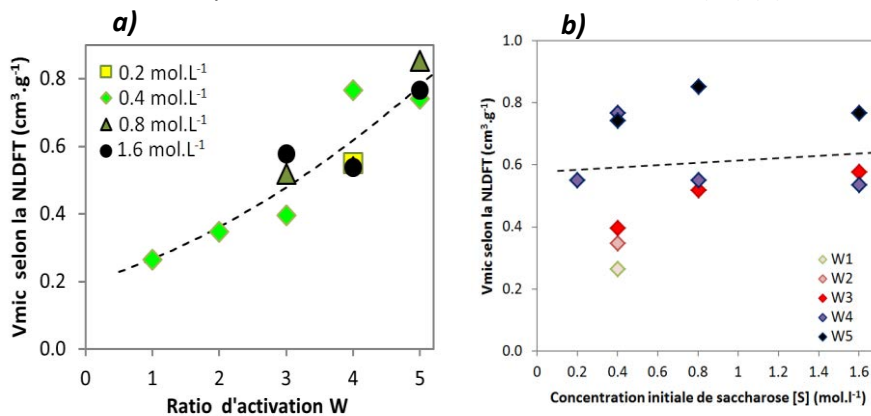 a)
0.2 mol.L⁻¹
0.4 mol.L⁻¹
0.8 mol.L⁻¹
1.6 mol.L⁻¹
Vmic selon la NLDFT (cm³.g⁻¹)
0.8
0.6
0.4
0.2
0.0
0 1 2 3 4 5
Ratio d'activation W
b)
Vmic selon la NLDFT (cm³.g⁻¹)
1.0
0.8
0.6
0.4
0.2
0.0
W1
W2
W3
W4
W5
0 0.2 0.4 0.6 0.8 1 1.2 1.4 1.6
Concentration initiale de saccharose [S] (mol.l⁻¹)